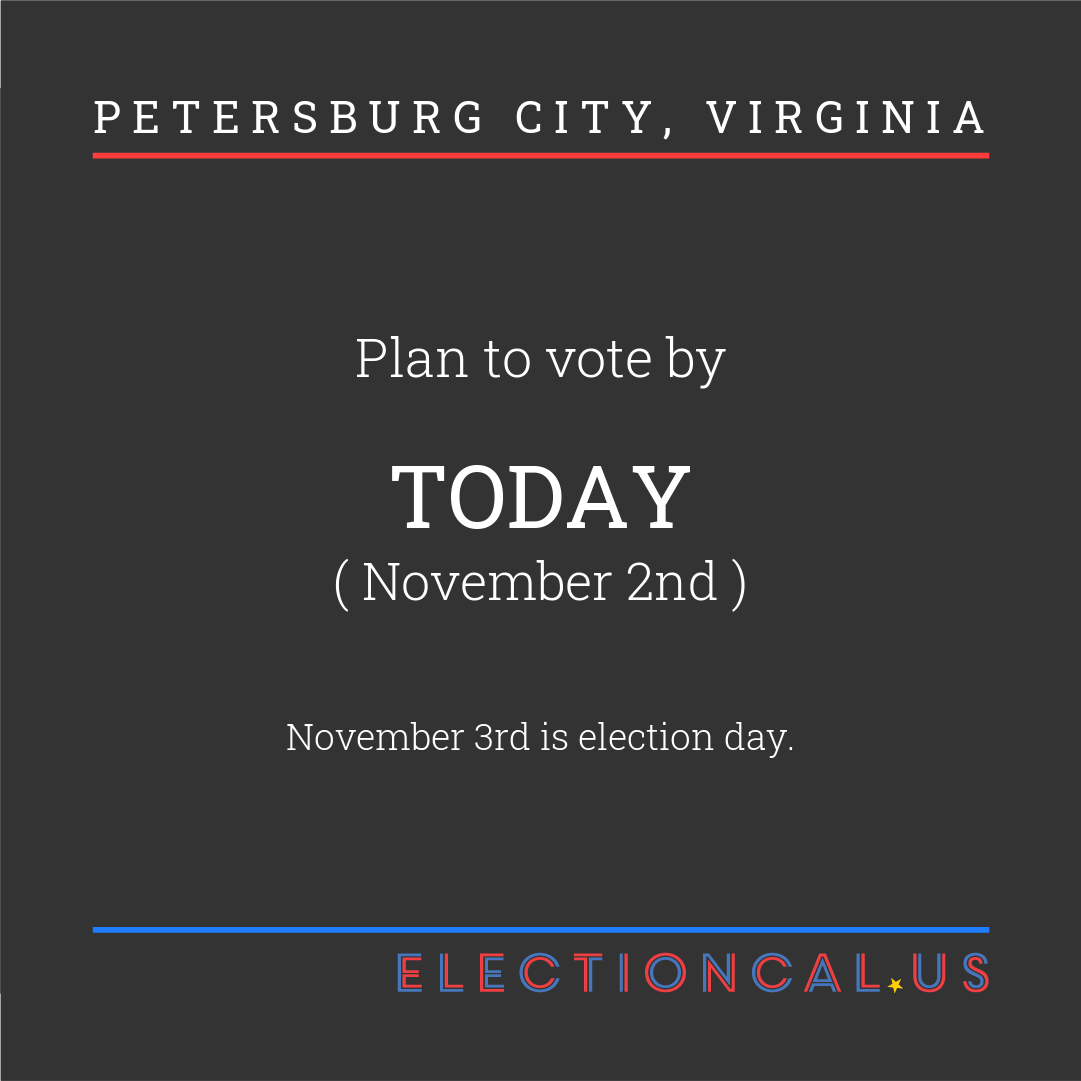 PETERSBURG CITY, VIRGINIA
Plan to vote by
TODAY
( November 2nd )
November 3rd is election day.
ELECTIONCAL.US